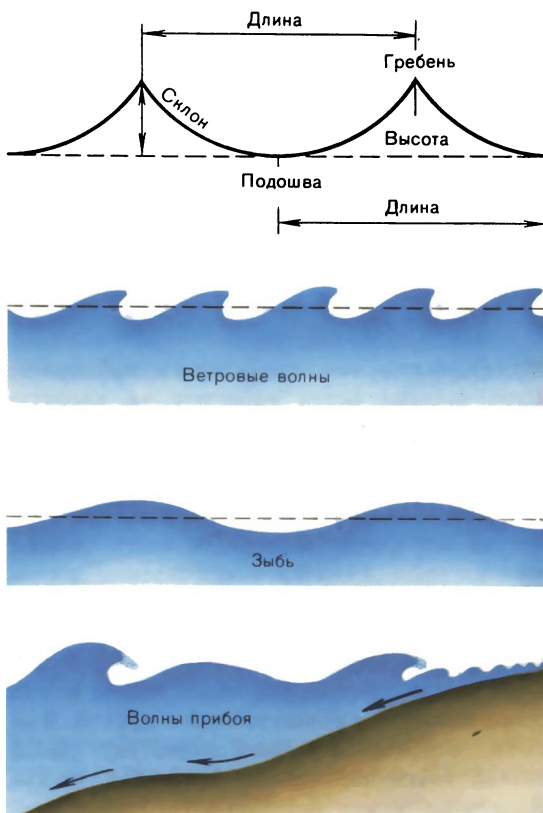 Длина
Гребень
Склон
Высота
Подошва
Длина
Ветровые волны
Зыбь
Волны прибоя